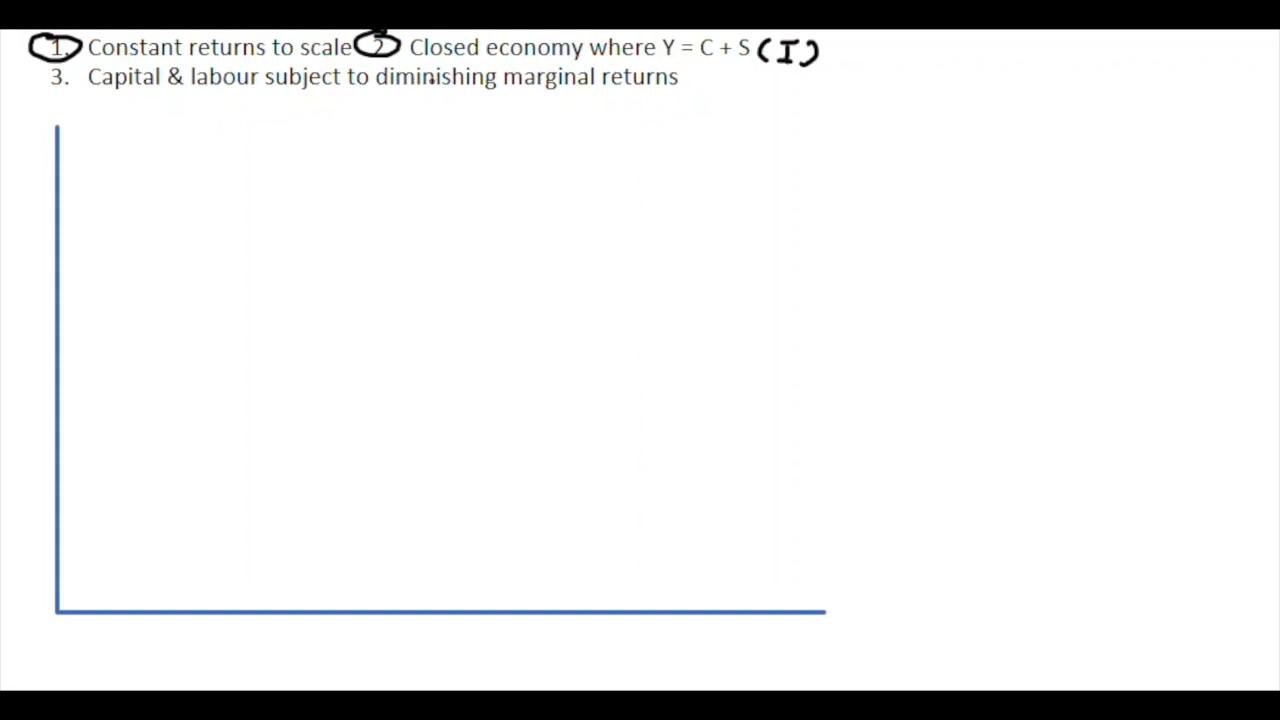 1. Constant returns to scale 2. Closed economy where Y = C + S (I)
3. Capital & labour subject to diminishing marginal returns